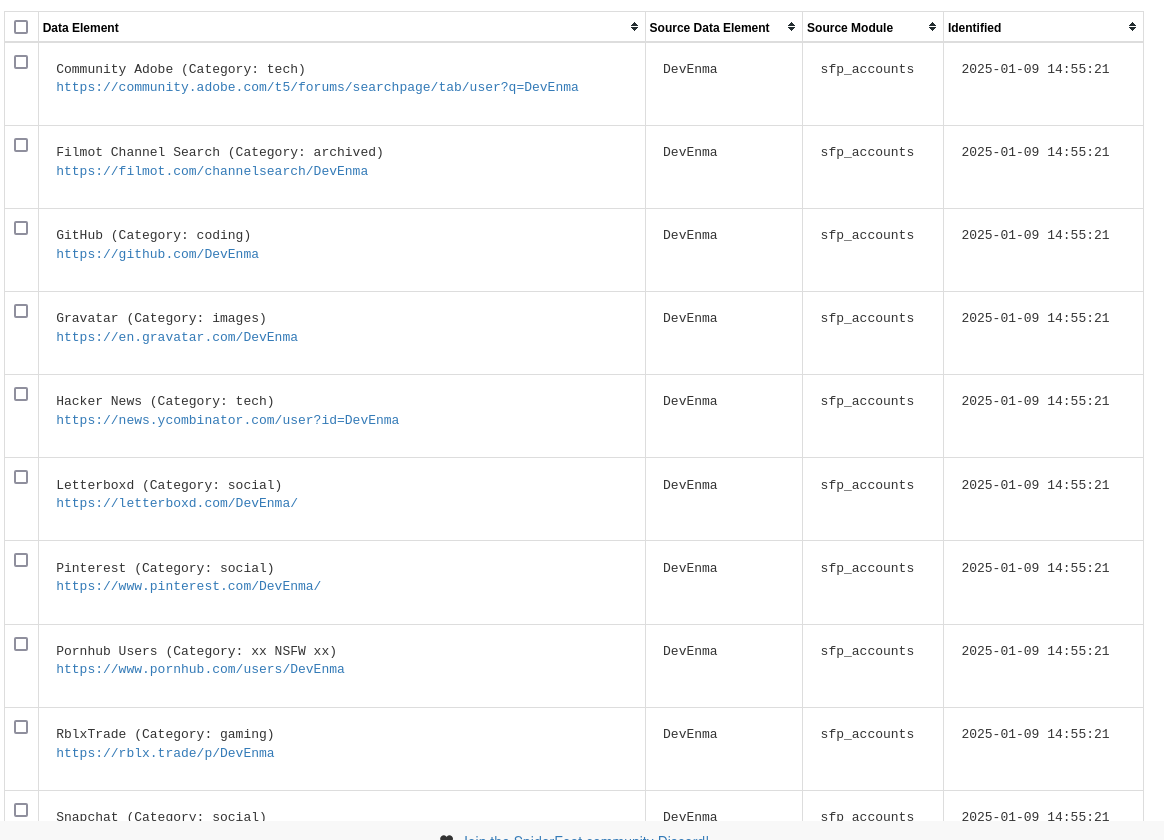 Data Element Source Data Element Source Module Identified
Community Adobe (Category: tech) DevEnma sfp_accounts 2025-01-09 14:55:21
https://community.adobe.com/t5/forums/searchpage/tab/user?q=DevEnma
Filmot Channel Search (Category: archived) DevEnma sfp_accounts 2025-01-09 14:55:21
https://filmot.com/channelsearch/DevEnma
GitHub (Category: coding) DevEnma sfp_accounts 2025-01-09 14:55:21
https://github.com/DevEnma
Gravatar (Category: images) DevEnma sfp_accounts 2025-01-09 14:55:21
https://en.gravatar.com/DevEnma
Hacker News (Category: tech) DevEnma sfp_accounts 2025-01-09 14:55:21
https://news.ycombinator.com/user?id=DevEnma
Letterboxd (Category: social) DevEnma sfp_accounts 2025-01-09 14:55:21
https://letterboxd.com/DevEnma/
Pinterest (Category: social) DevEnma sfp_accounts 2025-01-09 14:55:21
https://www.pinterest.com/DevEnma/
Pornhub Users (Category: xx NSFW xx) DevEnma sfp_accounts 2025-01-09 14:55:21
https://www.pornhub.com/users/DevEnma
RblxTrade (Category: gaming) DevEnma sfp_accounts 2025-01-09 14:55:21
https://rblx.trade/p/DevEnma
Snapchat (Category: social) DevEnma sfp_accounts 2025-01-09 14:55:21
Join the SpiderFoot community Discord!